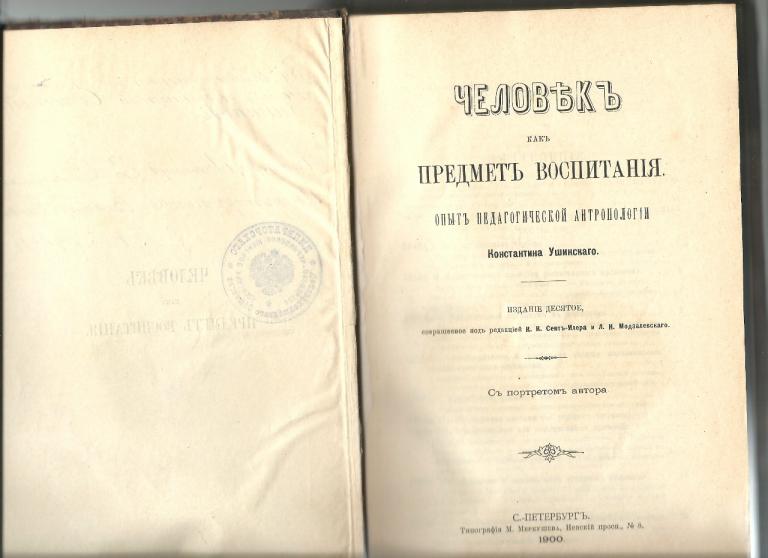 ЧЕЛОВѢКЪ
КАКЪ
ПРЕДМЕТЪ ВОСПИТАНІЯ.
ОПЫТЪ ПЕДАГОГИЧЕСКОЙ АНТРОПОЛОГІИ
Константина Ушинскаго.
ИЗДАНІЕ ДЕСЯТОЕ,
сокращенное подъ редакціей К. К. Сентъ-Илера и Л. Н. Модзалевскаго.
Съ портретомъ автора
С.-ПЕТЕРБУРГЪ.
Типографія М. Меркушева, Невскій просп., № 8.
1900